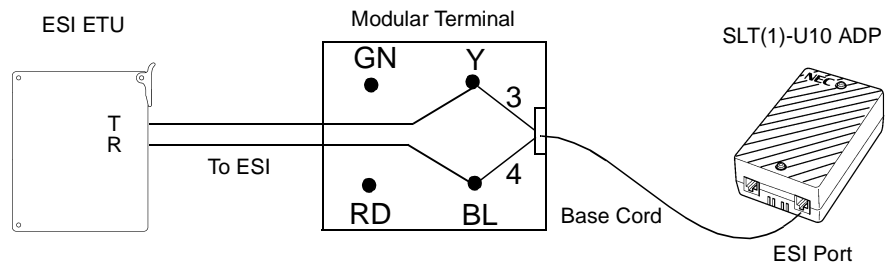 ESI ETU
Modular Terminal
SLT(1)-U10 ADP
GN
Y
NEC
3
T
R
To ESI
4
RD
BL
Base Cord
ESI Port